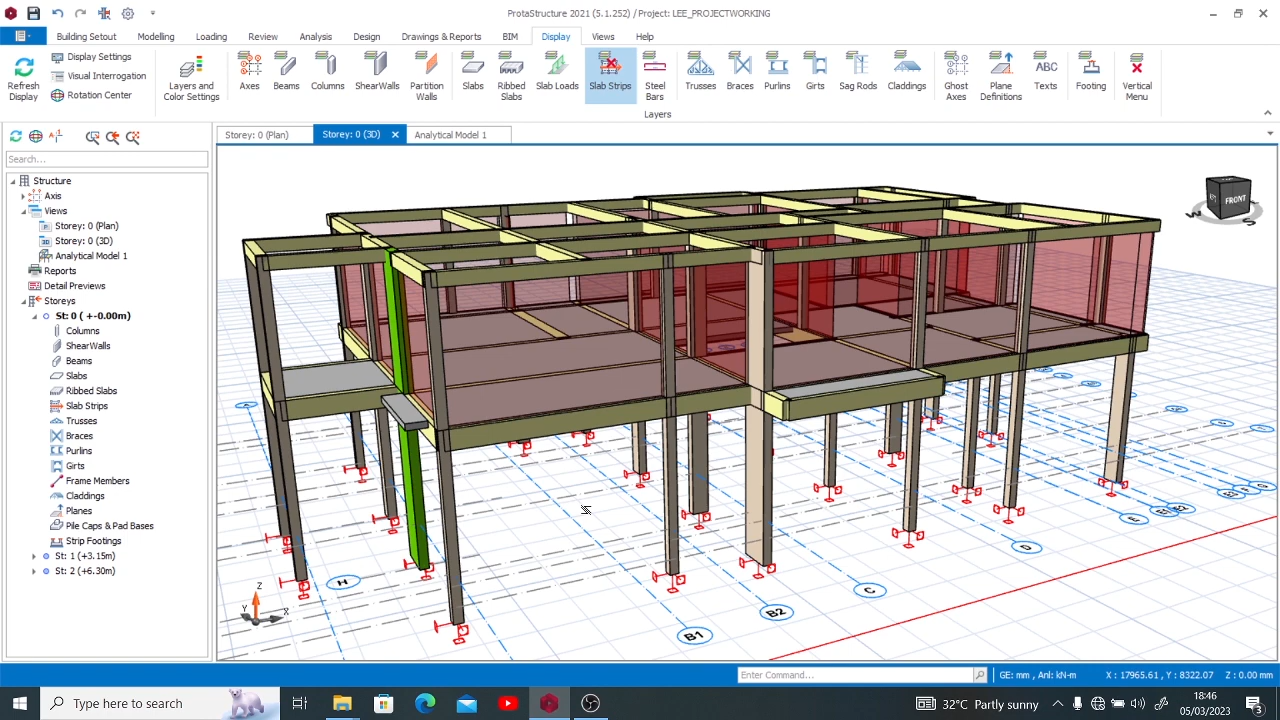 ProtaStructure 2021 (5.1.252) / Project: LEE_PROJECTWORKING
Building Setout Modelling Loading Review Analysis Design Drawings & Reports BIM Display Views Help
Refresh Display
Display Settings
Visual Interrogation
Rotation Center
Layers and Color Settings
Axes Beams Columns ShearWalls Partition Walls Slabs Ribbed Slabs Slab Loads Slab Strips Steel Bars Trusses Braces Purlins Girts Sag Rods Claddings Ghost Axes Plane Definitions ABC Texts Footing Vertical Menu
Layers
Storey: 0 (Plan) Storey: 0 (3D) Analytical Model 1
Search...
Structure
Axis
Views
Storey: 0 (Plan)
Storey: 0 (3D)
Analytical Model 1
Reports
Detail Previews
Storeys
St: 0 ( +-0.00m)
Columns
ShearWalls
Beams
Slabs
Ribbed Slabs
Slab Strips
Trusses
Braces
Purlins
Girts
Frame Members
Claddings
Planes
Pile Caps & Pad Bases
Strip Footings
St: 1 (+3.15m)
St: 2 (+6.30m)
FRONT
W S
H
B1
B2
C
D
E
Z
Y X
Enter Command...
GE: mm , Anl: kN-m
X : 17965.61 , Y : 8322.07
Z : 0.00 mm
Type here to search
32°C Partly sunny
18:46
05/03/2023
3